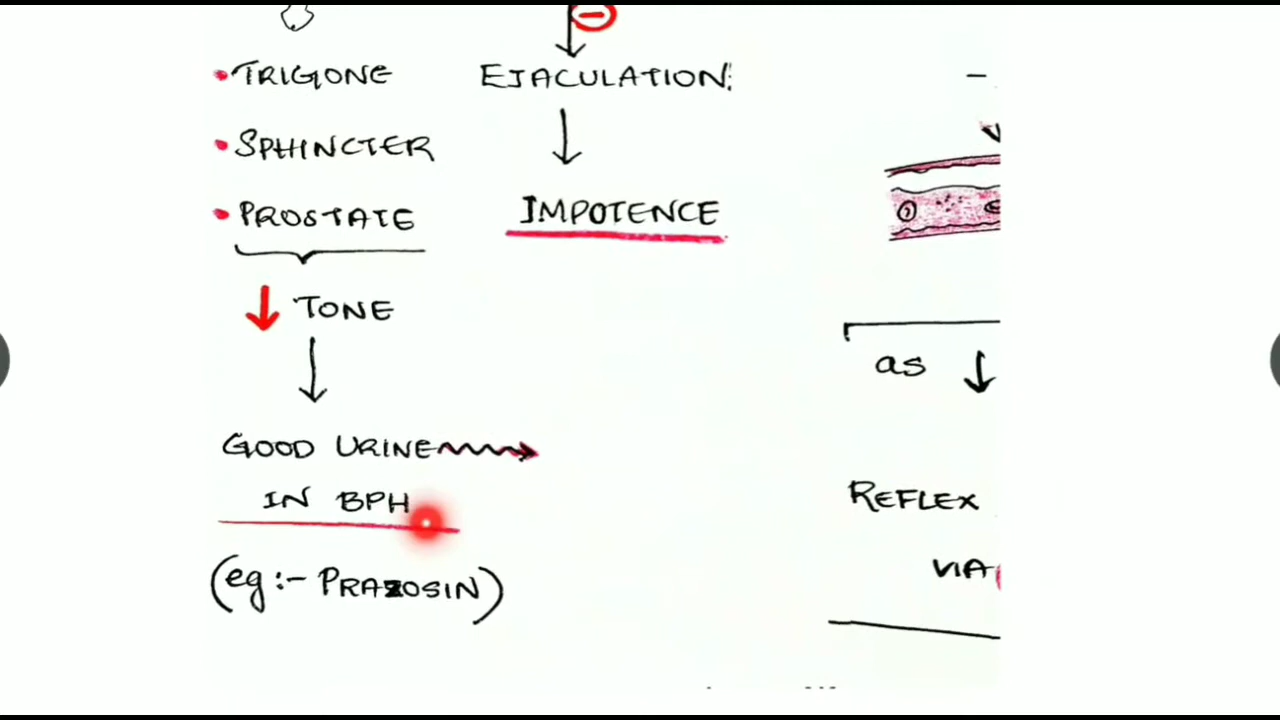 • TRIGONE
• SPHINCTER
• PROSTATE
↓ TONE
GOOD URINE
IN BPH
(eg:- PRAZOSIN)
−
EJACULATION
IMPOTENCE
as ↓
REFLEX
VIA